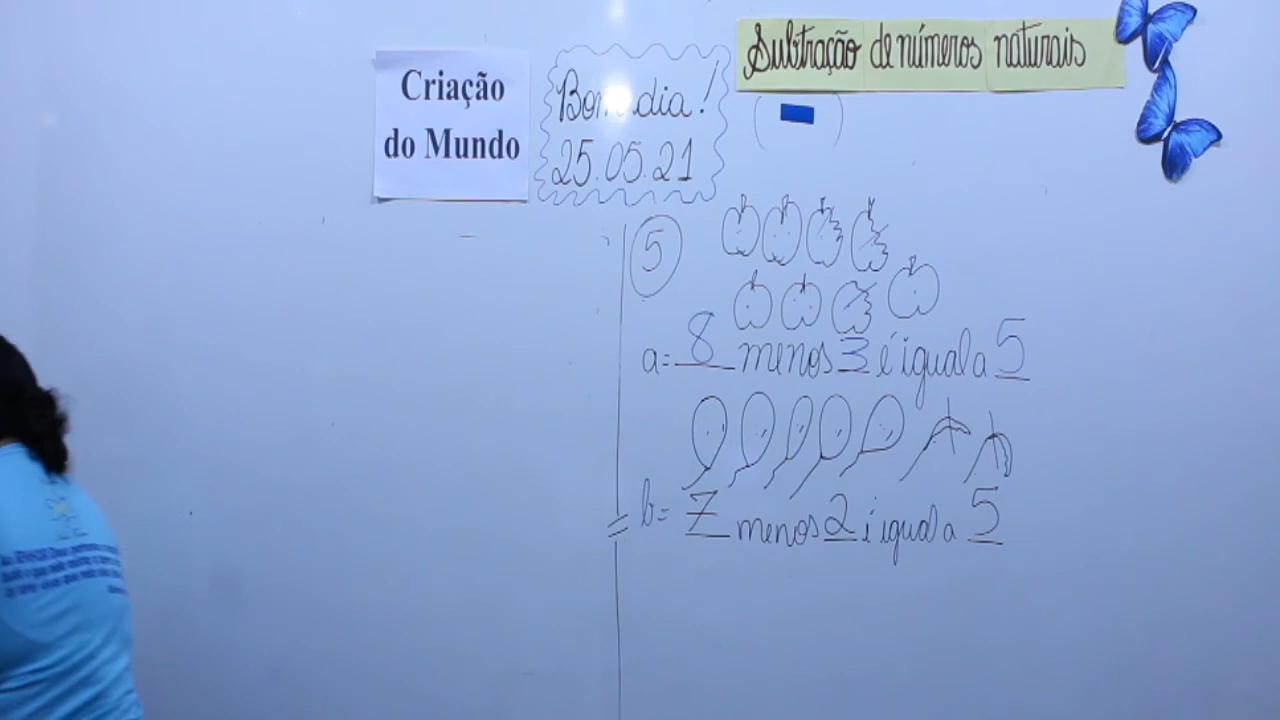 Criação
do Mundo
Bom dia!
25.05.21
Subtração de números naturais
(-)
5
a= 8 menos 3 é igual a 5
b= 7 menos 2 é igual a 5